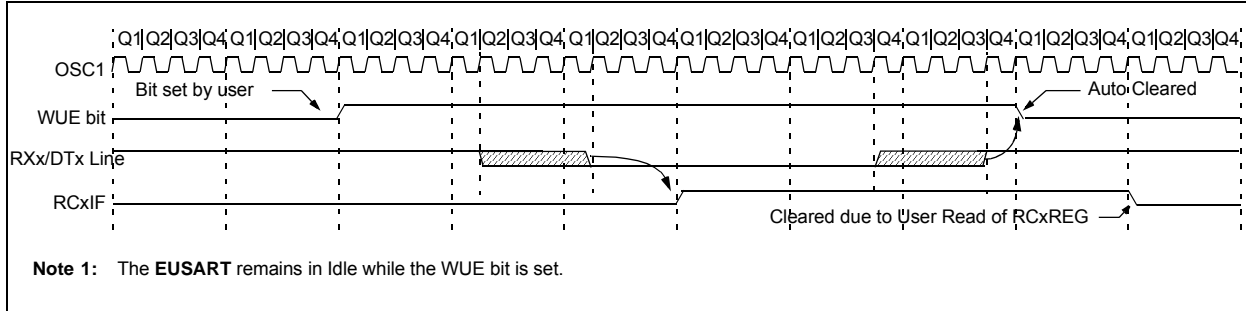 Q1 Q2 Q3 Q4 Q1 Q2 Q3 Q4 Q1 Q2 Q3 Q4 Q1 Q2 Q3 Q4 Q1 Q2 Q3 Q4 Q1 Q2 Q3 Q4 Q1 Q2 Q3 Q4 Q1 Q2 Q3 Q4 Q1 Q2 Q3 Q4 Q1 Q2 Q3 Q4
OSC1
Bit set by user
Auto Cleared
WUE bit
RXx/DTx Line
RCxIF
Cleared due to User Read of RCxREG
Note 1: The EUSART remains in Idle while the WUE bit is set.